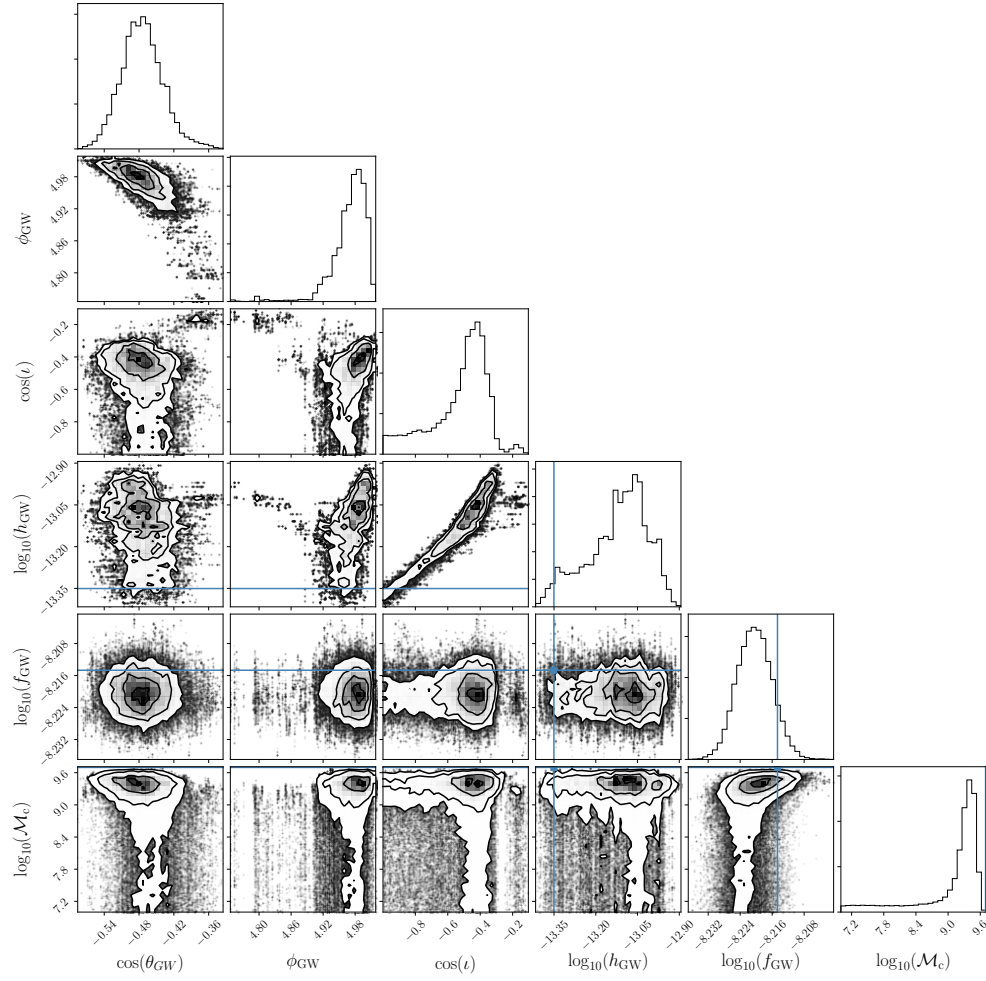 4.98
4.92
4.86
4.80
ϕ_GW
−0.2
−0.4
−0.6
−0.8
cos(ι)
−12.90
−13.05
−13.20
−13.35
log₁₀(h_GW)
−8.208
−8.216
−8.224
−8.232
log₁₀(f_GW)
9.6
9.0
8.4
7.8
7.2
log₁₀(ℳ_c)
−0.54 −0.48 −0.42 −0.36
cos(θ_GW)
4.80 4.86 4.92 4.98
ϕ_GW
−0.8 −0.6 −0.4 −0.2
cos(ι)
−13.35 −13.20 −13.05 −12.90
log₁₀(h_GW)
−8.232 −8.224 −8.216 −8.208
log₁₀(f_GW)
7.2 7.8 8.4 9.0 9.6
log₁₀(ℳ_c)